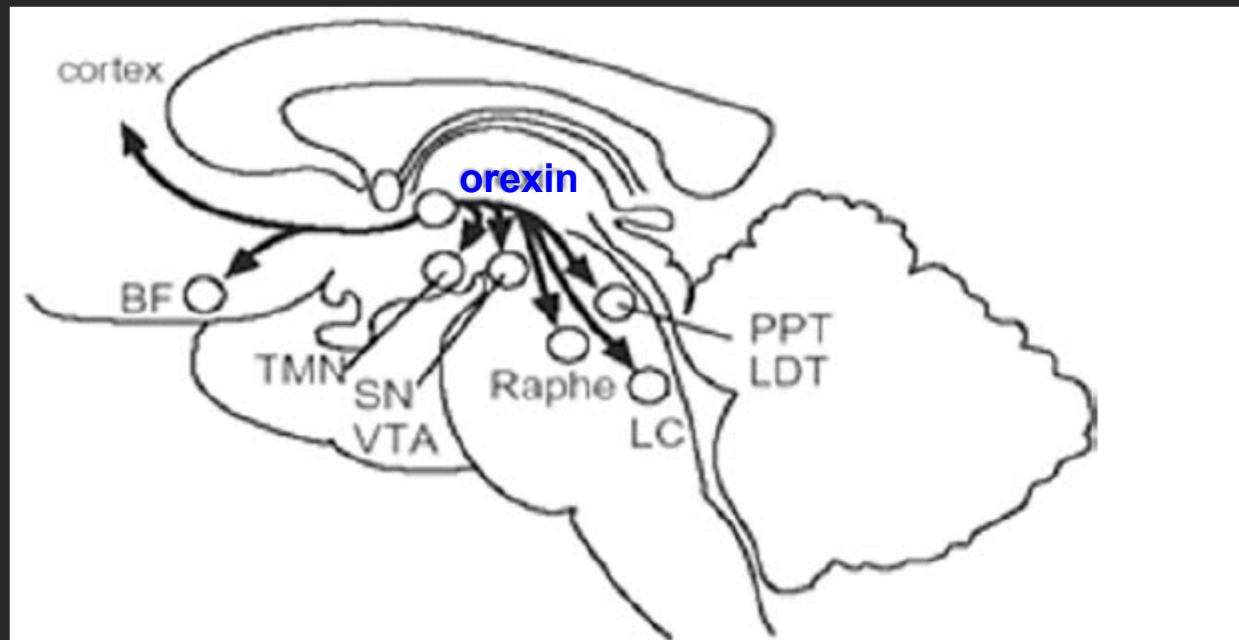 cortex
orexin
BF
TMN
SN
VTA
Raphe
LC
PPT
LDT